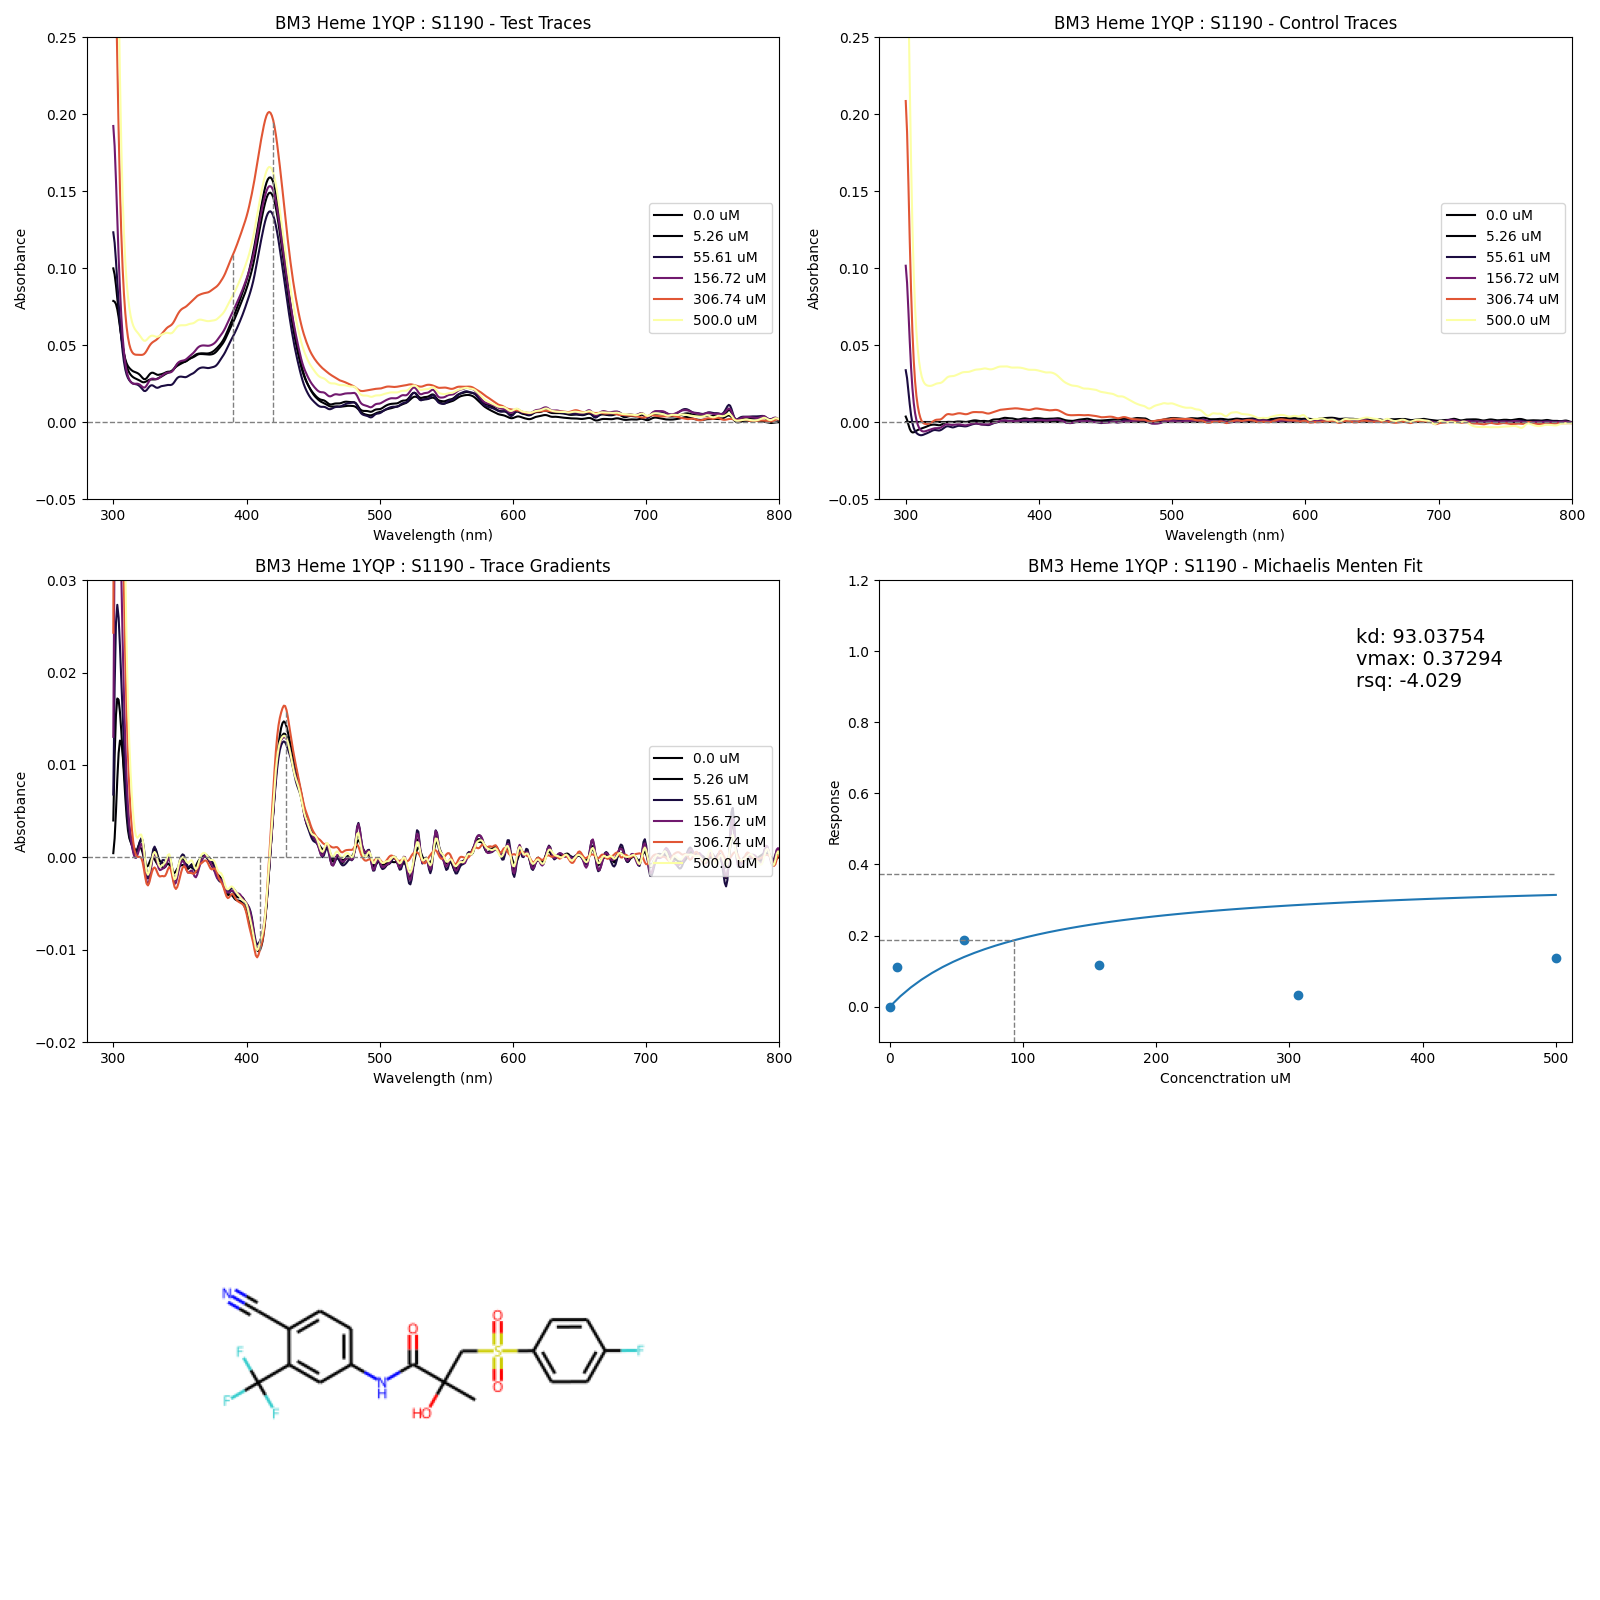 BM3 Heme 1YQP : S1190 - Test Traces
Absorbance
0.25
0.20
0.15
0.10
0.05
0.00
−0.05
300 400 500 600 700 800
Wavelength (nm)
0.0 uM
5.26 uM
55.61 uM
156.72 uM
306.74 uM
500.0 uM
BM3 Heme 1YQP : S1190 - Control Traces
Absorbance
0.25
0.20
0.15
0.10
0.05
0.00
−0.05
300 400 500 600 700 800
Wavelength (nm)
0.0 uM
5.26 uM
55.61 uM
156.72 uM
306.74 uM
500.0 uM
BM3 Heme 1YQP : S1190 - Trace Gradients
Absorbance
0.03
0.02
0.01
0.00
−0.01
−0.02
300 400 500 600 700 800
Wavelength (nm)
0.0 uM
5.26 uM
55.61 uM
156.72 uM
306.74 uM
500.0 uM
BM3 Heme 1YQP : S1190 - Michaelis Menten Fit
Response
1.2
1.0
0.8
0.6
0.4
0.2
0.0
0 100 200 300 400 500
Concenctration uM
kd: 93.03754
vmax: 0.37294
rsq: -4.029
N
F
F
F
N
H
O
HO
O
S
O
F